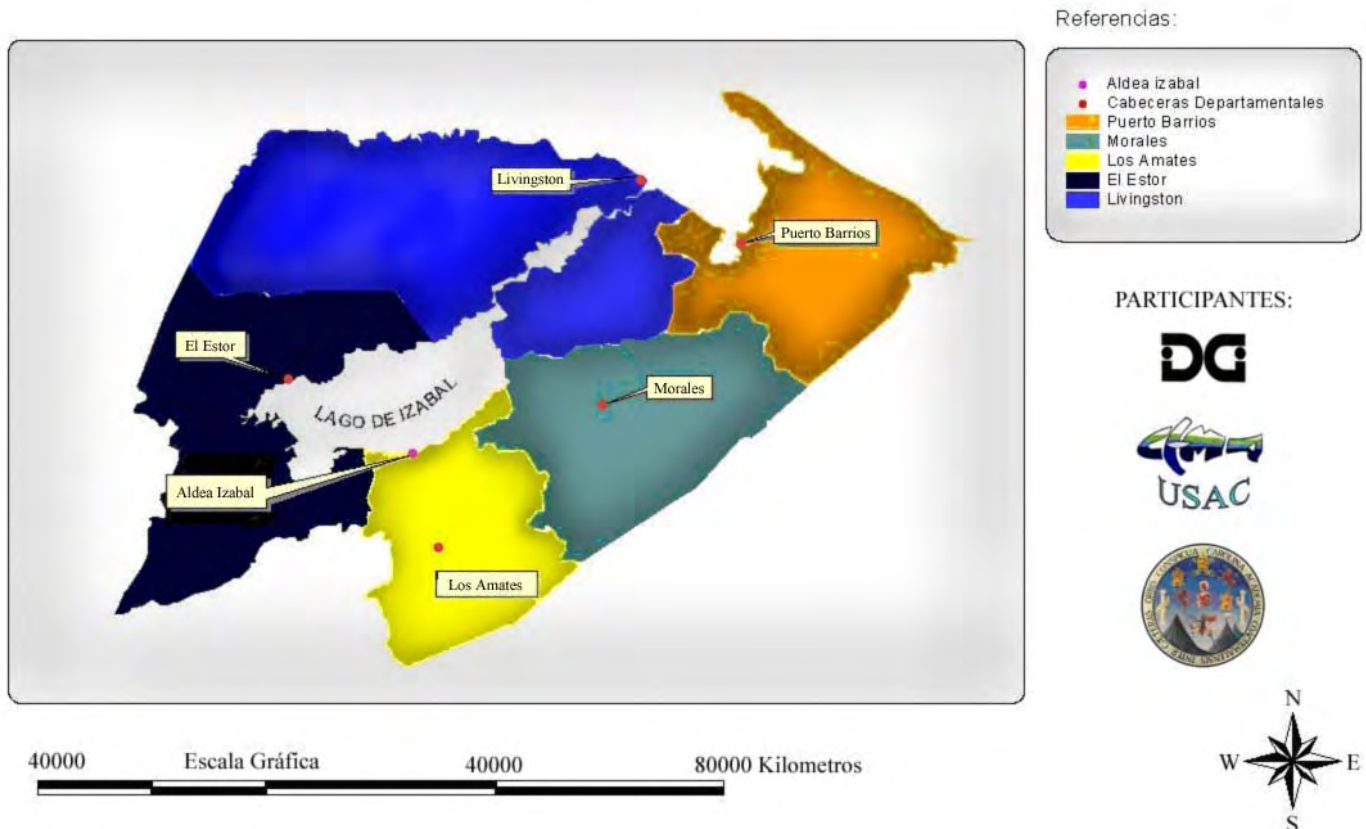 Referencias:
Aldea izabal
Cabeceras Departamentales
Puerto Barrios
Morales
Los Amates
El Estor
Livingston
Livingston
Puerto Barrios
El Estor
LAGO DE IZABAL
Morales
Aldea Izabal
Los Amates
PARTICIPANTES:
USAC
N
W E
S
40000 Escala Gráfica 40000 80000 Kilometros